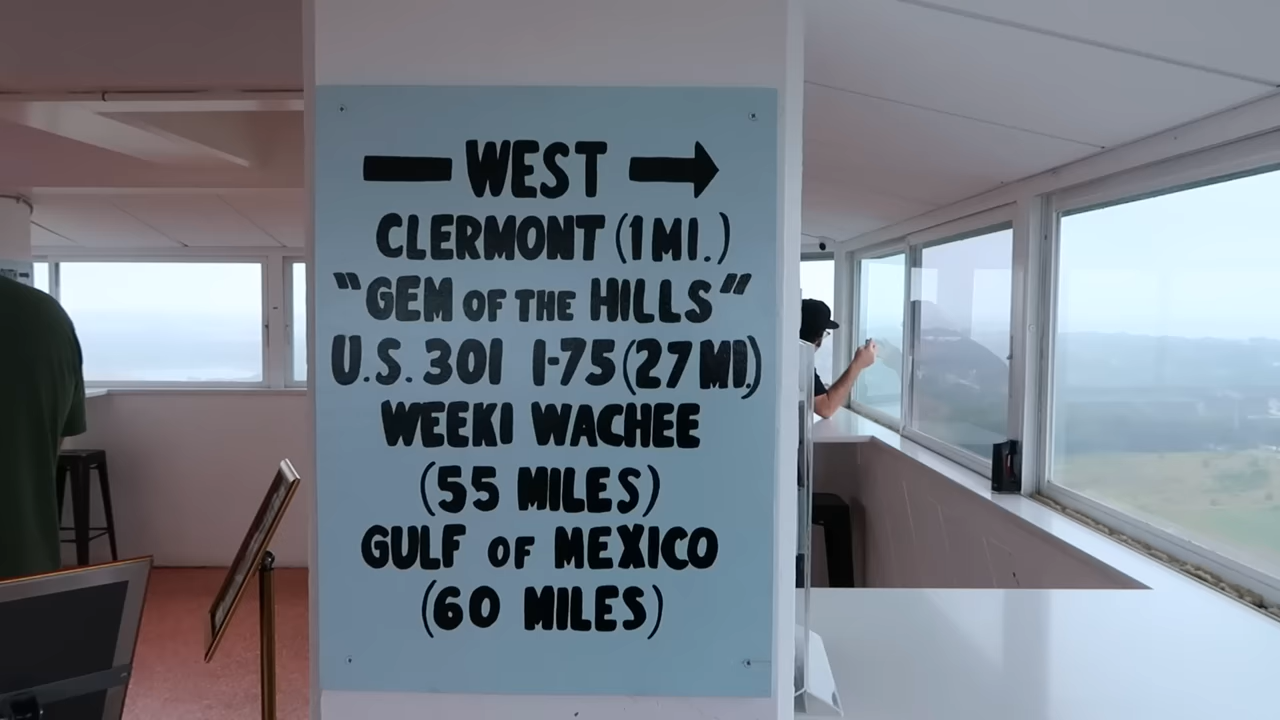 WEST
CLERMONT (1 MI.)
"GEM OF THE HILLS"
U.S. 301 I-75 (27 MI.)
WEEKI WACHEE
(55 MILES)
GULF OF MEXICO
(60 MILES)